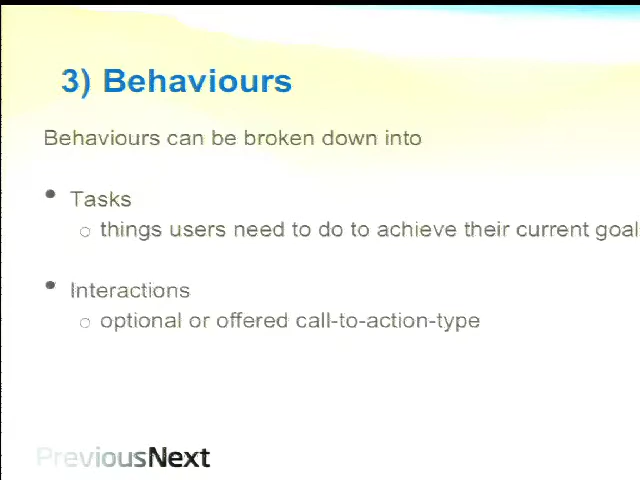 3) Behaviours
Behaviours can be broken down into
• Tasks
o things users need to do to achieve their current goal
• Interactions
o optional or offered call-to-action-type
PreviousNext